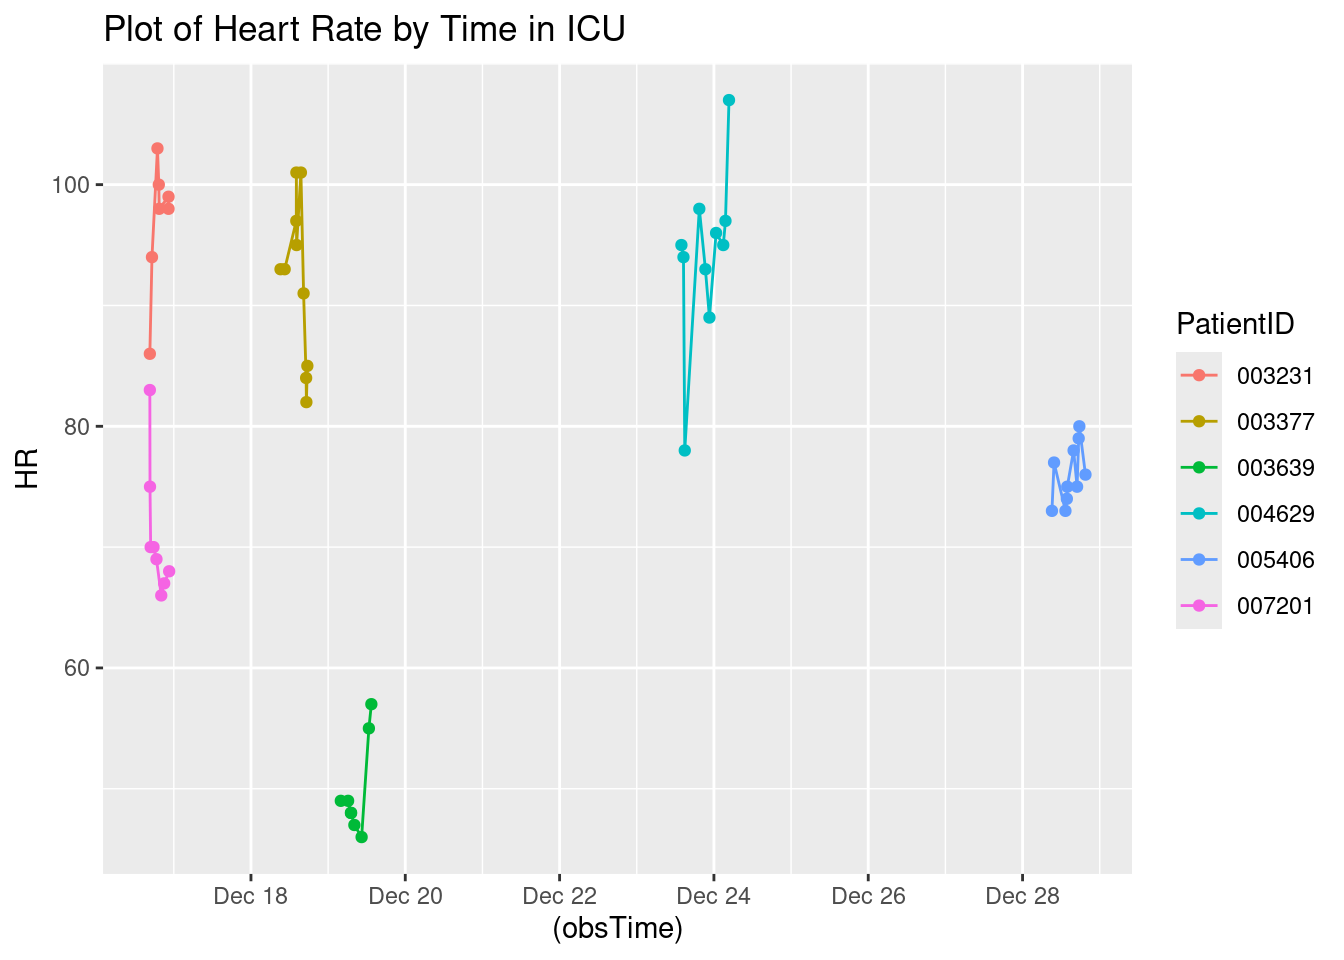 Plot of Heart Rate by Time in ICU
100
80
60
HR
Dec 18
Dec 20
Dec 22
Dec 24
Dec 26
Dec 28
(obsTime)
PatientID
003231
003377
003639
004629
005406
007201